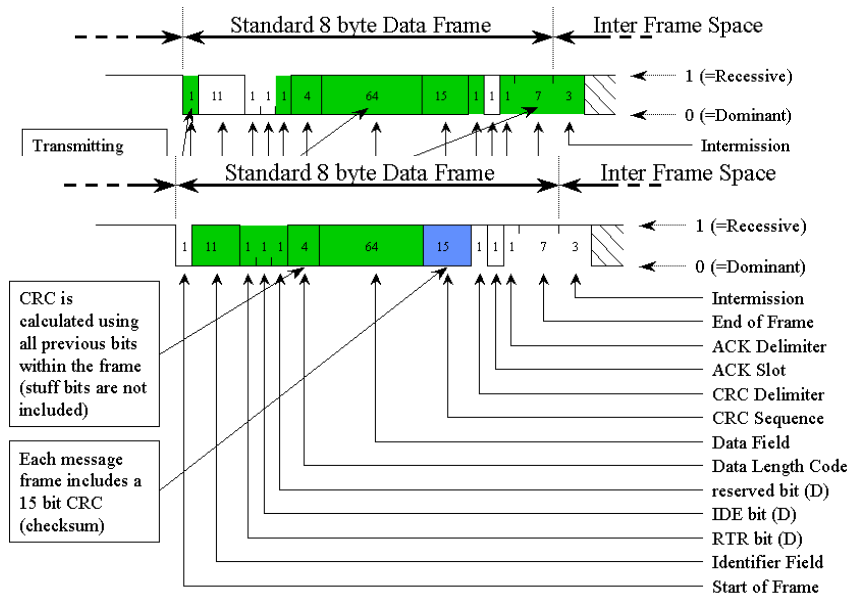 Standard 8 byte Data Frame
Inter Frame Space
1 (=Recessive)
1 11 1 1 1 4 64 15 1 1 1 7 3
0 (=Dominant)
Transmitting
Intermission
Standard 8 byte Data Frame
Inter Frame Space
1 (=Recessive)
1 11 1 1 1 4 64 15 1 1 1 7 3
0 (=Dominant)
CRC is
calculated using
all previous bits
within the frame
(stuff bits are not
included)
Each message
frame includes a
15 bit CRC
(checksum)
Intermission
End of Frame
ACK Delimiter
ACK Slot
CRC Delimiter
CRC Sequence
Data Field
Data Length Code
reserved bit (D)
IDE bit (D)
RTR bit (D)
Identifier Field
Start of Frame